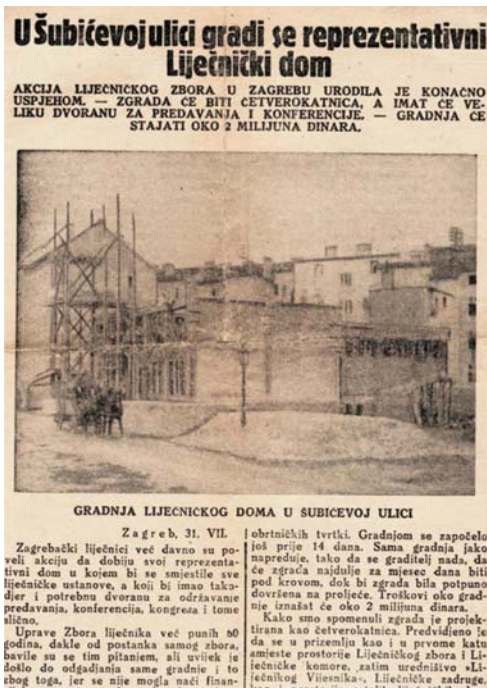 U Šubićevoj ulici gradi se reprezentativni
Liječnički dom
AKCIJA LIJEČNIČKOG ZBORA U ZAGREBU URODILA JE KONAČNO
USPJEHOM. — ZGRADA ĆE BITI ČETVEROKATNICA, A IMAT ĆE VE-
LIKU DVORANU ZA PREDAVANJA I KONFERENCIJE. — GRADNJA ĆE
STAJATI OKO 2 MILIJUNA DINARA.
GRADNJA LIJEČNIČKOG DOMA U ŠUBIĆEVOJ ULICI
Zagreb, 31. VII.
Zagrebački liječnici već davno su po-
veli akciju da dobiju svoj reprezenta-
tivni dom u kojem bi se smjestile sve
liječničke ustanove, a koji bi imao tako-
djer i potrebnu dvoranu za održavanje
predavanja, konferencija, kongresa i tome
slično.
Uprave Zbora liječnika već punih 60
godina, dakle od postanka samog zbora,
bavile su se tim pitanjem, ali uvijek je
došlo do odgadjanja same gradnje i to
zbog toga, jer se nije mogla naći finan-
obrtničkih tvrtki. Gradnjom se započelo
još prije 14 dana. Sama gradnja jako
napreduje, tako da se graditelj nada, da
će zgrada najdulje za mjesec dana biti
pod krovom, dok bi zgrada bila potpuno
dovršena na proljeće. Troškovi oko grad-
nje iznašat će oko 2 milijuna dinara.
Kako smo spomenuli zgrada je projek-
tirana kao četverokatnica. Predvidjeno je
da se u prizemlju kao i u prvome katu
smjeste prostorije Liječničkog zbora i Li-
ječničke komore, zatim uredništvo »Li-
ječničkog Vijesnika«, Liječničke zadruge,